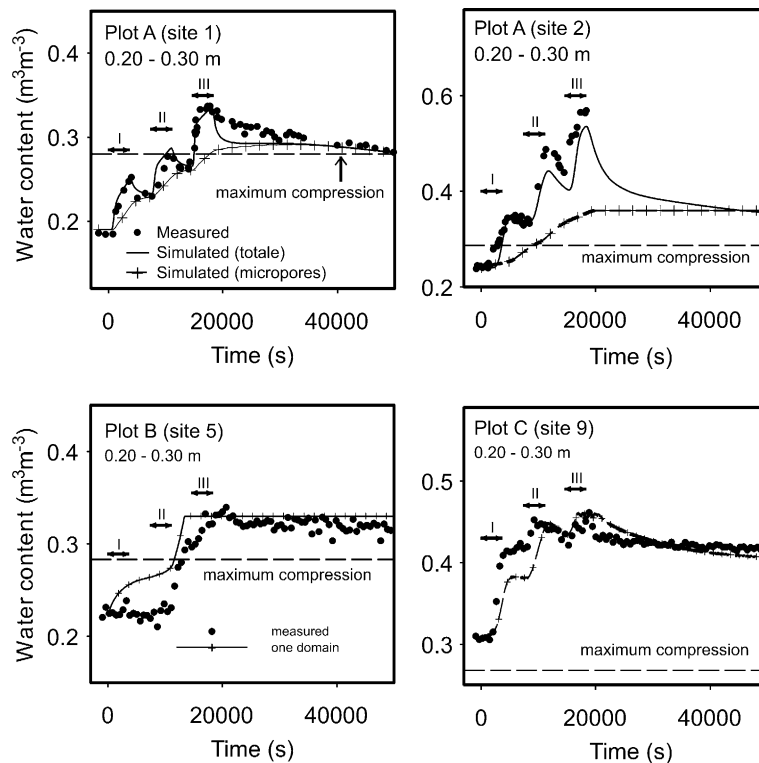 Plot A (site 1)
0.20 - 0.30 m
I
II
III
maximum compression
Measured
Simulated (totale)
Simulated (micropores)
0.4
0.3
0.2
Water content (m³m⁻³)
0
20000
40000
Time (s)
Plot A (site 2)
0.20 - 0.30 m
I
II
III
maximum compression
0.6
0.4
0.2
0
20000
40000
Time (s)
Plot B (site 5)
0.20 - 0.30 m
I
II
III
maximum compression
measured
one domain
0.4
0.3
0.2
Water content (m³m⁻³)
0
20000
40000
Time (s)
Plot C (site 9)
0.20 - 0.30 m
I
II
III
maximum compression
0.5
0.4
0.3
0
20000
40000
Time (s)